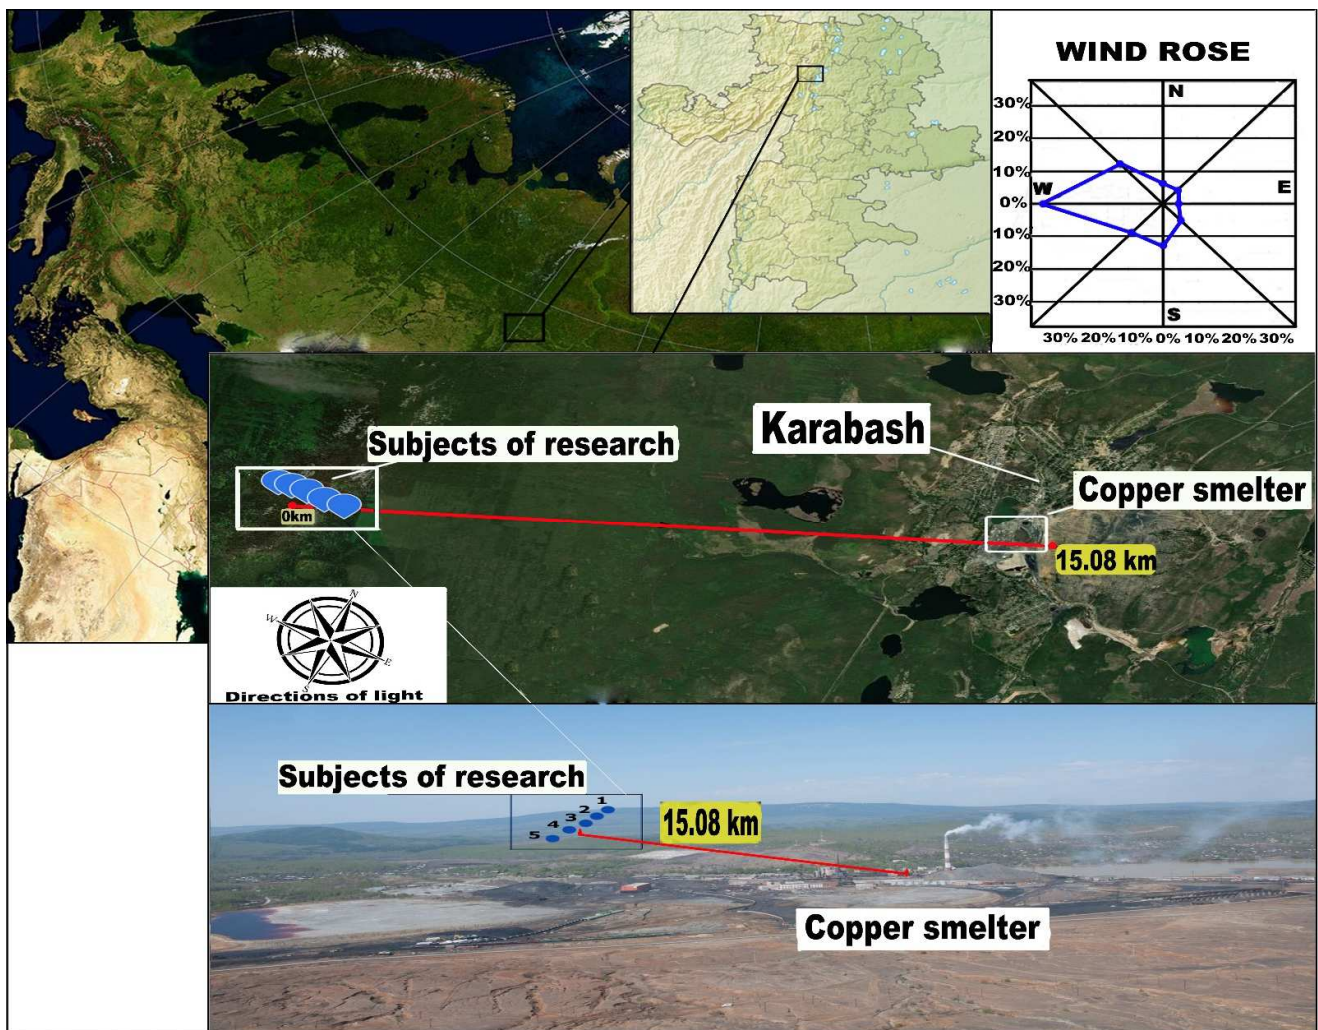 WIND ROSE
N
30%
20%
10%
W
E
0%
10%
20%
30%
S
30% 20% 10% 0% 10% 20% 30%
Karabash
Subjects of research
Copper smelter
0km
15.08 km
N
W
E
S
Directions of light
Subjects of research
1
2
3
4
5
15.08 km
Copper smelter